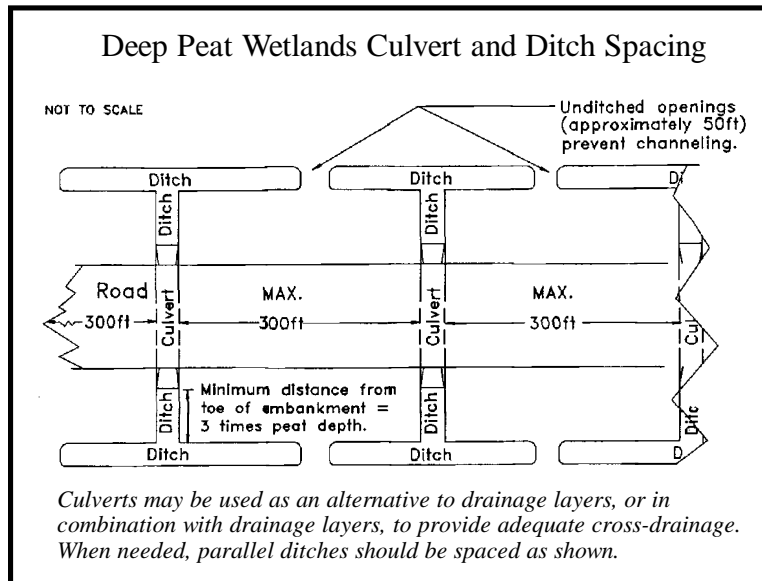 Deep Peat Wetlands Culvert and Ditch Spacing
NOT TO SCALE
Unditched openings
(approximately 50ft)
prevent channeling.
Ditch
Ditch
Ditch
Ditch
Road
MAX.
MAX.
300ft
Culvert
300ft
Culvert
300ft
Cul
Minimum distance from
toe of embankment =
3 times peat depth.
Ditch
Ditch
Ditch
Ditch
D
Culverts may be used as an alternative to drainage layers, or in
combination with drainage layers, to provide adequate cross-drainage.
When needed, parallel ditches should be spaced as shown.